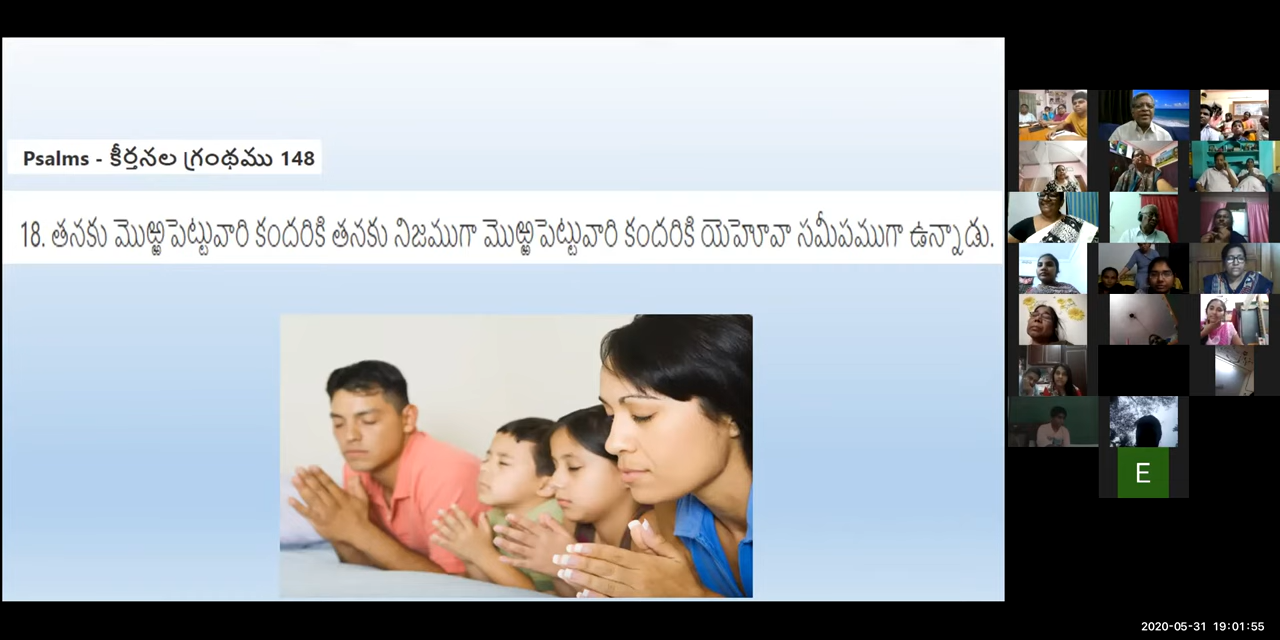 Psalms - కీర్తనల గ్రంథము 148
18. తనకు మొఱ్ఱపెట్టువారి కందరికి తనకు నిజముగా మొఱ్ఱపెట్టువారి కందరికి యెహోవా సమీపముగా ఉన్నాడు.
E
2020-05-31 19:01:55